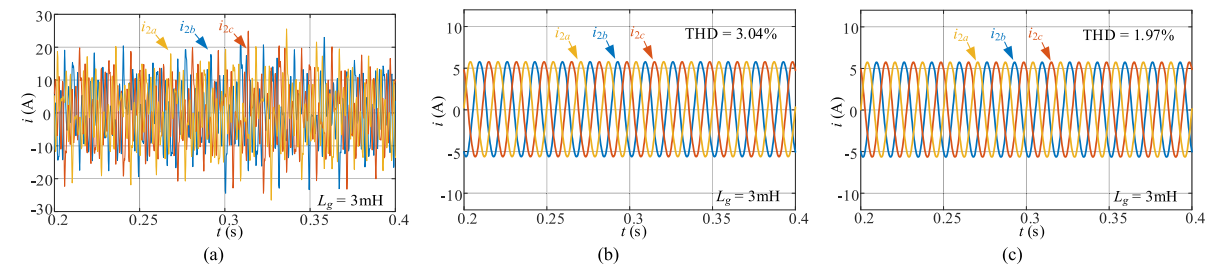 30
20
10
0
-10
-20
-30
i (A)
i2a
i2b
i2c
Lg = 3mH
0.2
0.25
0.3
0.35
0.4
t (s)
(a)
10
5
0
-5
-10
i (A)
i2a
i2b
i2c
THD = 3.04%
Lg = 3mH
0.2
0.25
0.3
0.35
0.4
t (s)
(b)
10
5
0
-5
-10
i (A)
i2a
i2b
i2c
THD = 1.97%
Lg = 3mH
0.2
0.25
0.3
0.35
0.4
t (s)
(c)